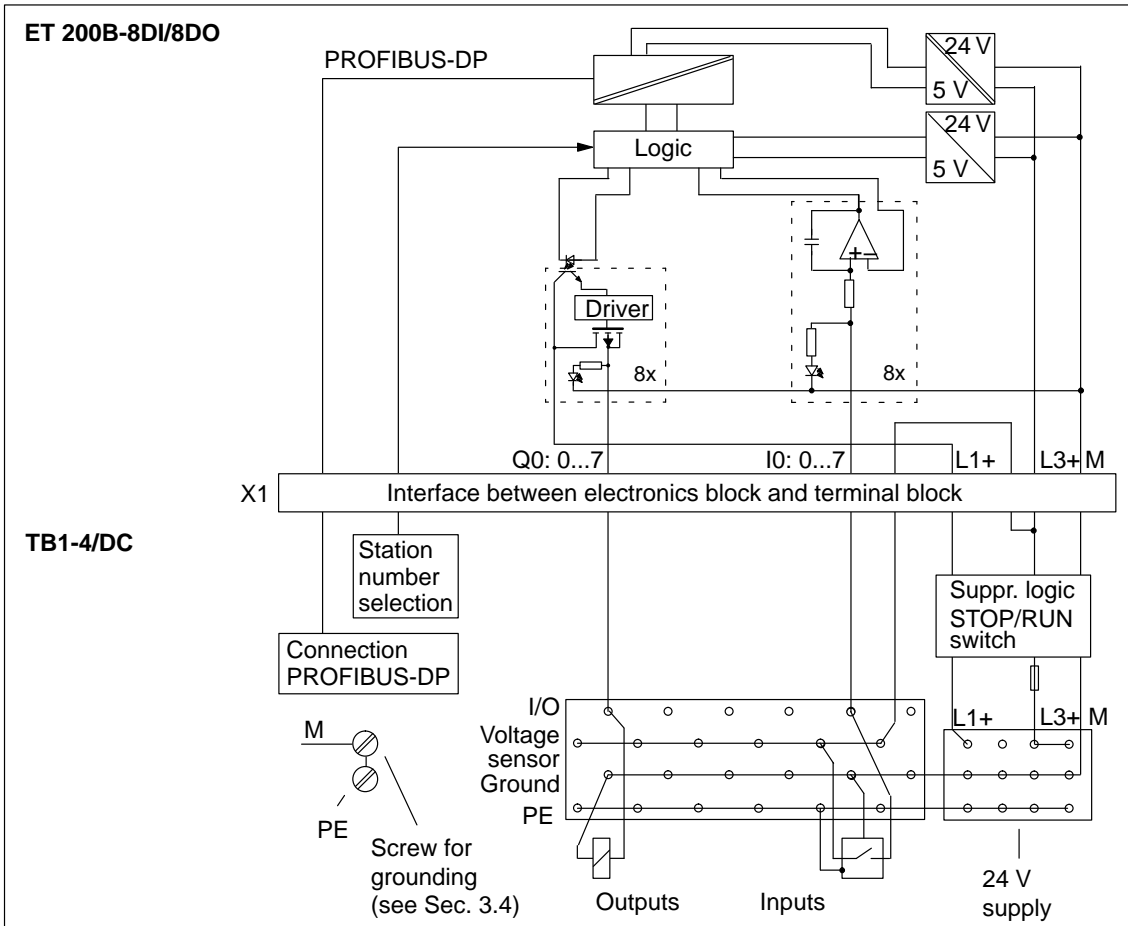 ET 200B-8DI/8DO
PROFIBUS-DP
24 V
5 V
Logic
24 V
5 V
+ –
Driver
8x
8x
Q0: 0...7
I0: 0...7
L1+
L3+ M
X1
Interface between electronics block and terminal block
TB1-4/DC
Station
number
selection
Suppr. logic
STOP/RUN
switch
Connection
PROFIBUS-DP
I/O
Voltage
sensor
Ground
PE
L1+
L3+ M
M
PE
Screw for
grounding
(see Sec. 3.4)
Outputs
Inputs
24 V
supply